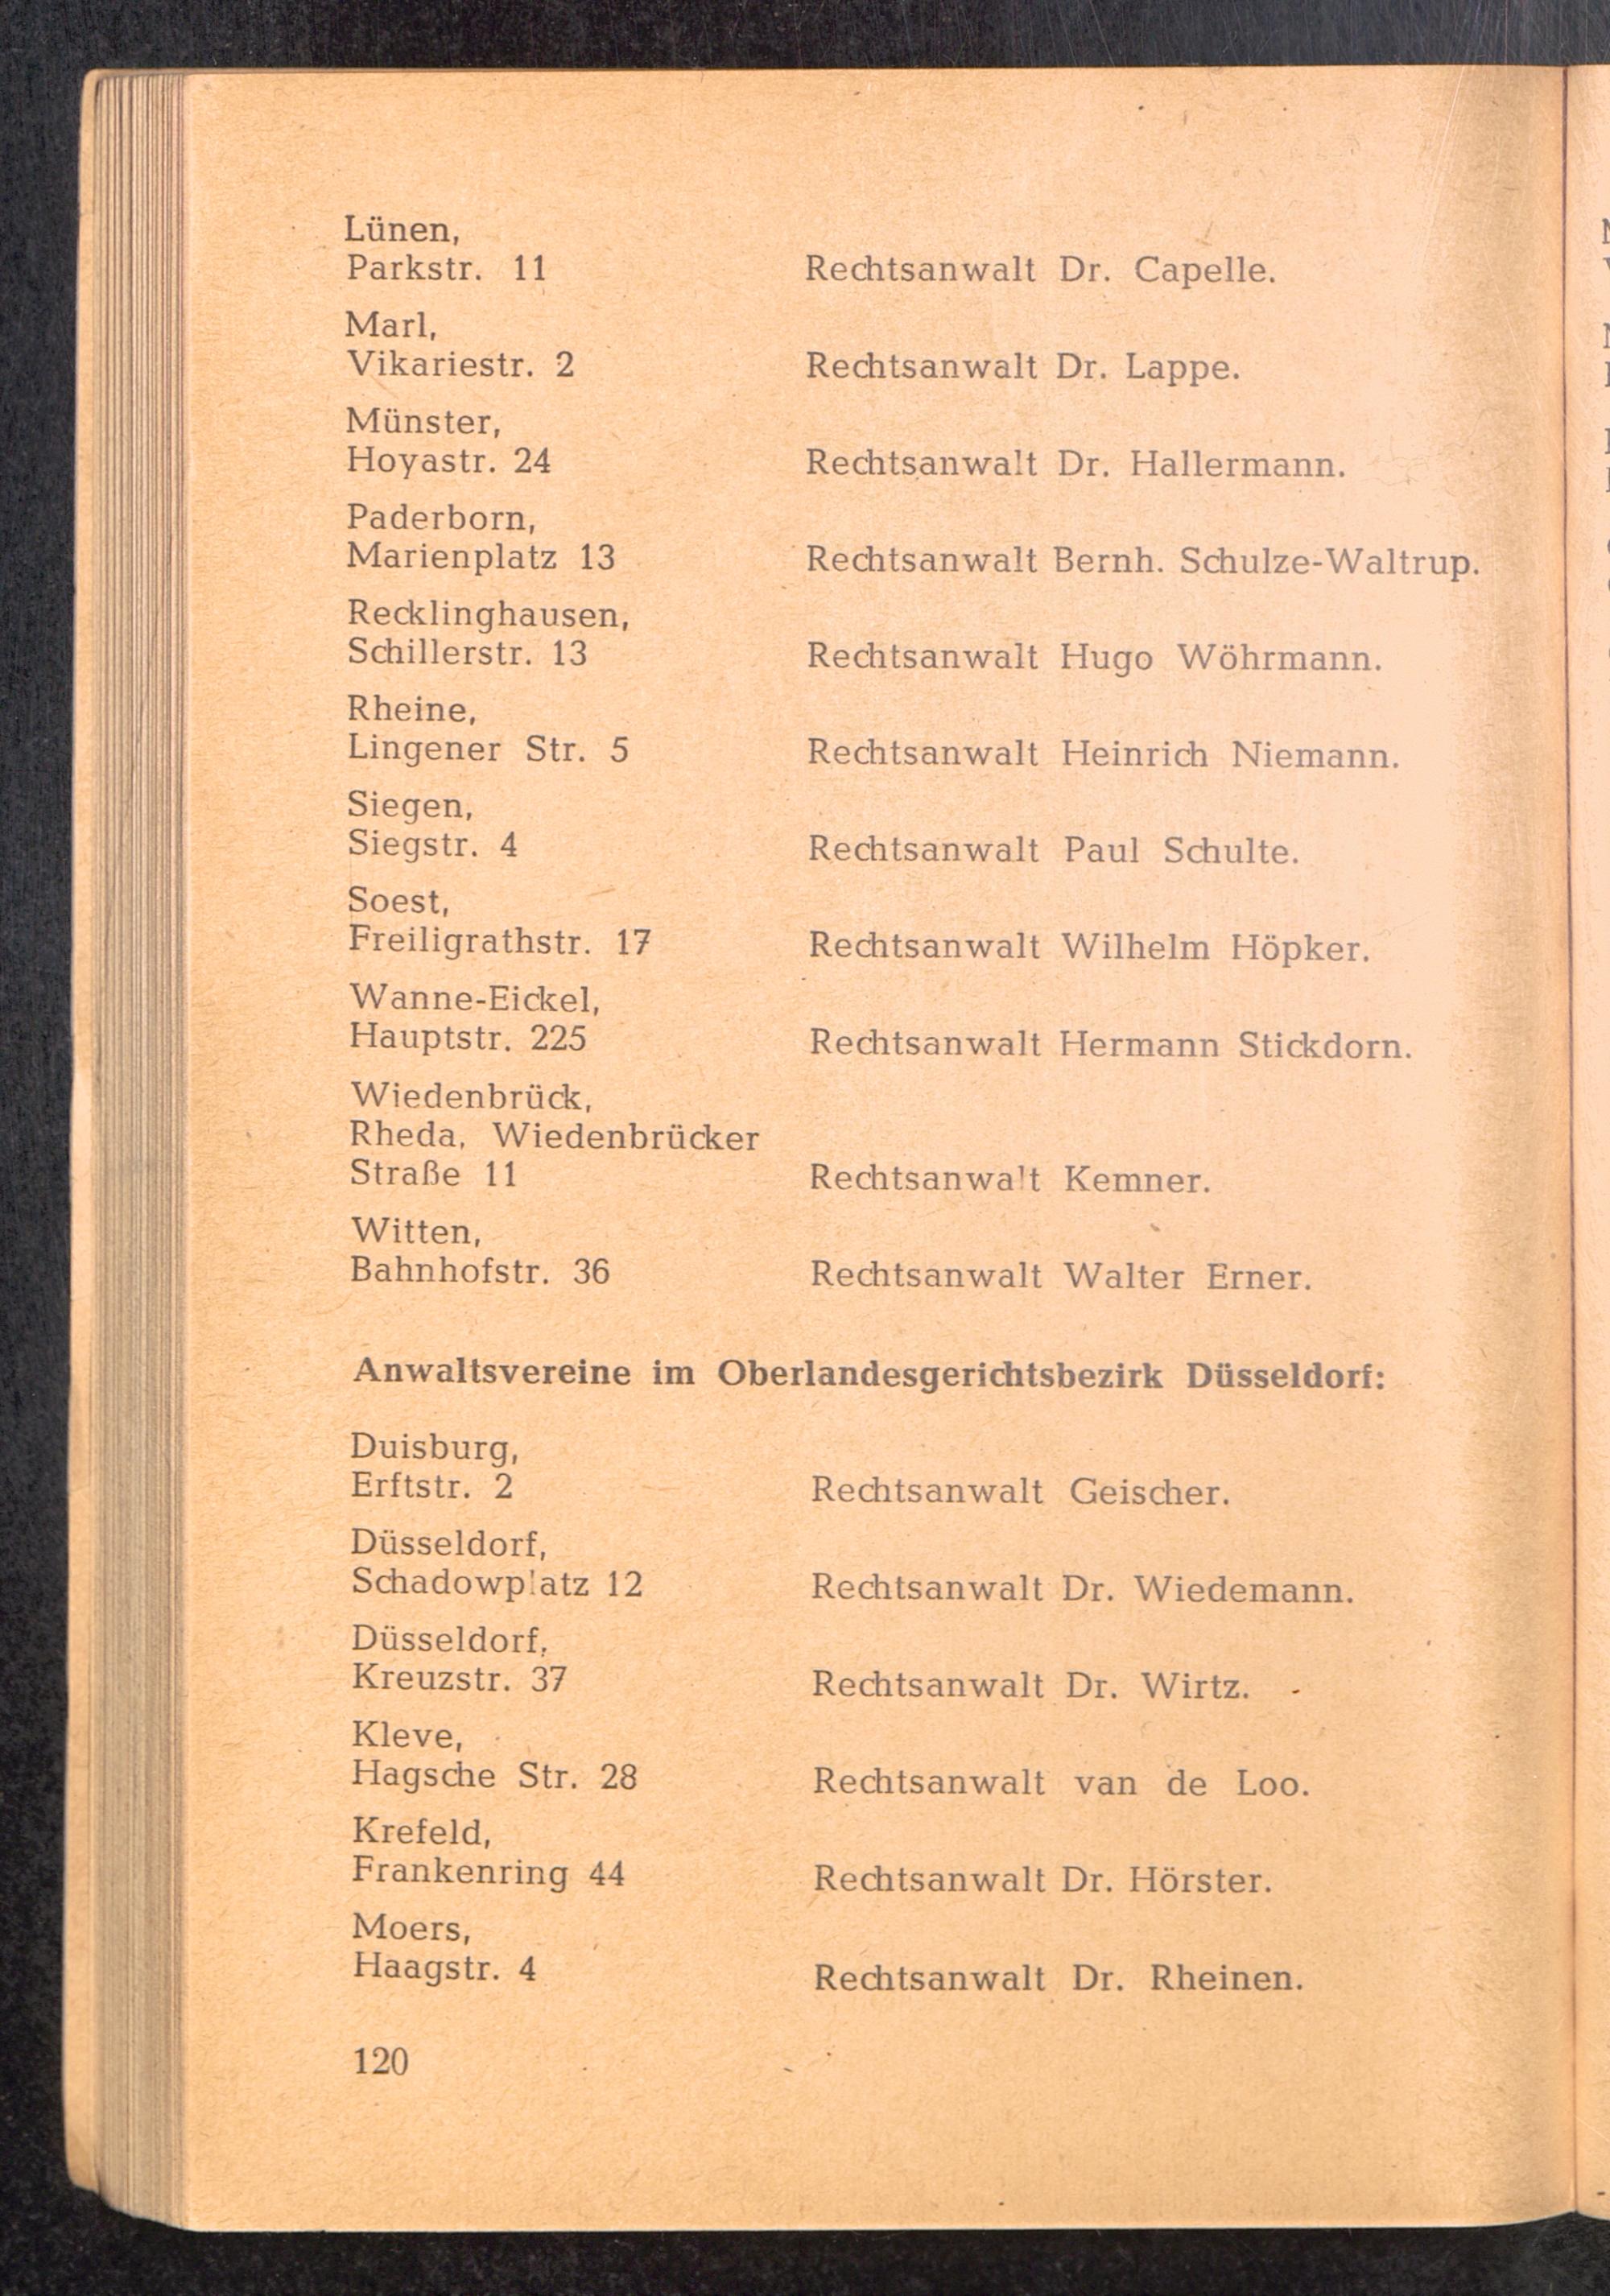 Lünen,
Parkstr. 11 Rechtsanwalt Dr. Capelle.
Marl,
Vikariestr. 2 Rechtsanwalt Dr. Lappe.
Münster,
Hoyastr. 24 Rechtsanwalt Dr. Hallermann.
Paderborn,
Marienplatz 13 Rechtsanwalt Bernh. Schulze-Waltrup.
Recklinghausen,
Schillerstr. 13 Rechtsanwalt Hugo Wöhrmann.
Rheine,
Lingener Str. 5 Rechtsanwalt Heinrich Niemann.
Siegen,
Siegstr. 4 Rechtsanwalt Paul Schulte.
Soest,
Freiligrathstr. 17 Rechtsanwalt Wilhelm Höpker.
Wanne-Eickel,
Hauptstr. 225 Rechtsanwalt Hermann Stickdorn.
Wiedenbrück,
Rheda, Wiedenbrücker
Straße 11 Rechtsanwalt Kemner.
Witten,
Bahnhofstr. 36 Rechtsanwalt Walter Erner.
Anwaltsvereine im Oberlandesgerichtsbezirk Düsseldorf:
Duisburg,
Erftstr. 2 Rechtsanwalt Geischer.
Düsseldorf,
Schadowplatz 12 Rechtsanwalt Dr. Wiedemann.
Düsseldorf,
Kreuzstr. 37 Rechtsanwalt Dr. Wirtz.
Kleve,
Hagsche Str. 28 Rechtsanwalt van de Loo.
Krefeld,
Frankenring 44 Rechtsanwalt Dr. Hörster.
Moers,
Haagstr. 4 Rechtsanwalt Dr. Rheinen.
120